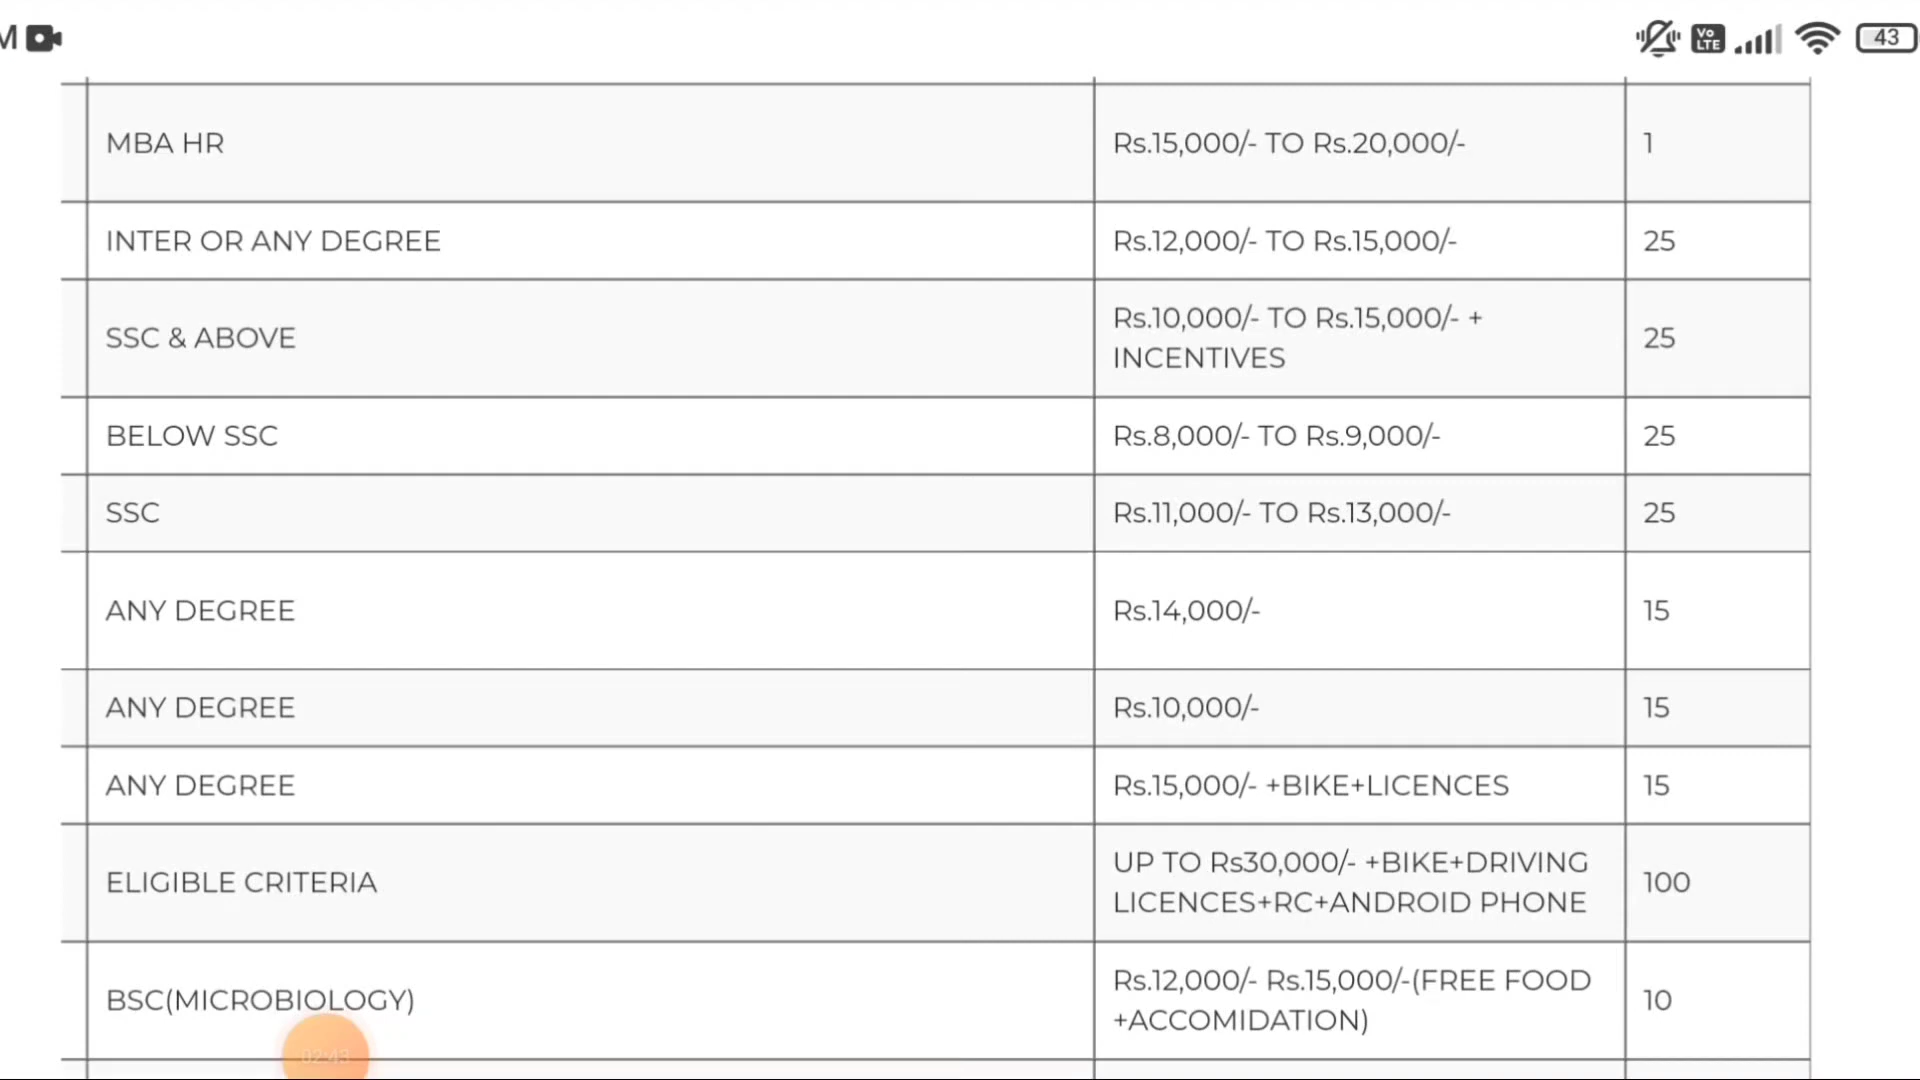 M
Vo
LTE
43
MBA HR
Rs.15,000/- TO Rs.20,000/-
1
INTER OR ANY DEGREE
Rs.12,000/- TO Rs.15,000/-
25
SSC & ABOVE
Rs.10,000/- TO Rs.15,000/- +
INCENTIVES
25
BELOW SSC
Rs.8,000/- TO Rs.9,000/-
25
SSC
Rs.11,000/- TO Rs.13,000/-
25
ANY DEGREE
Rs.14,000/-
15
ANY DEGREE
Rs.10,000/-
15
ANY DEGREE
Rs.15,000/- +BIKE+LICENCES
15
ELIGIBLE CRITERIA
UP TO Rs30,000/- +BIKE+DRIVING
LICENCES+RC+ANDROID PHONE
100
BSC(MICROBIOLOGY)
Rs.12,000/- Rs.15,000/-(FREE FOOD
+ACCOMIDATION)
10
02:43